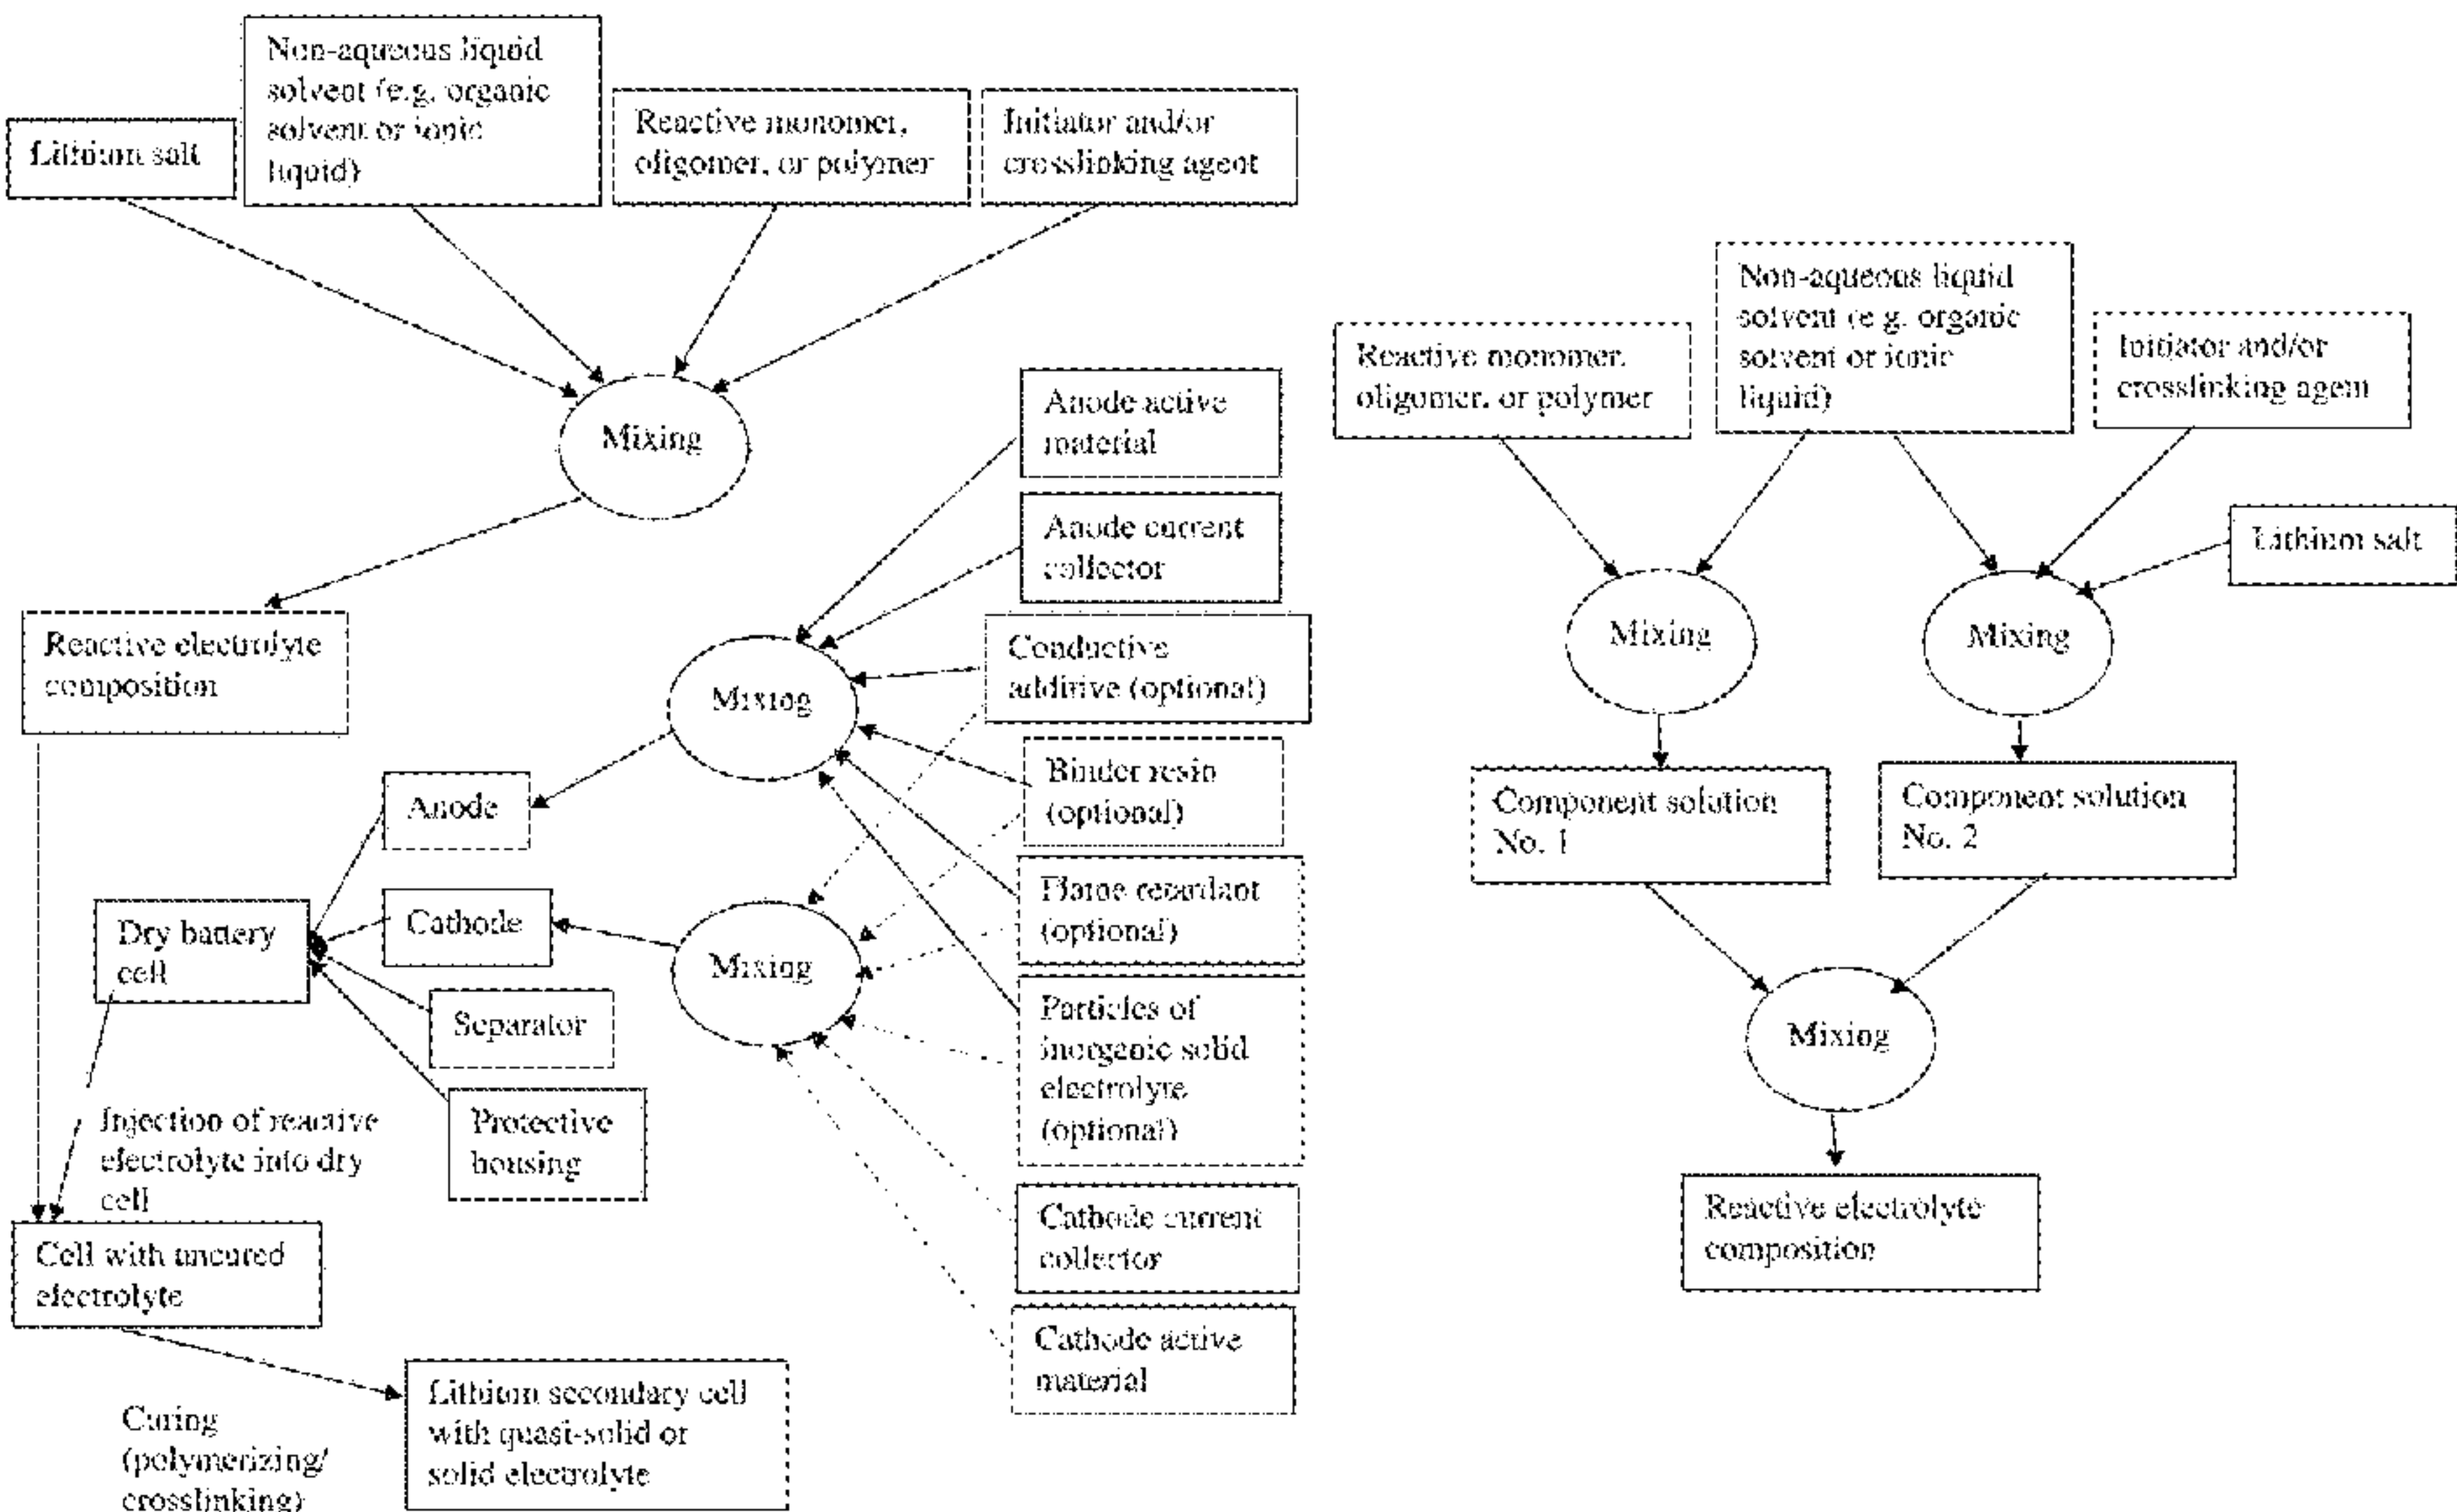 Lithium salt
Non-aqueous liquid
solvent (e.g. organic
solvent or ionic
liquid)
Reactive monomer,
oligomer, or polymer
Initiator and/or
crosslinking agent
Mixing
Reactive electrolyte
composition
Anode active
material
Anode current
collector
Conductive
additive (optional)
Binder resin
(optional)
Flame retardant
(optional)
Particles of
inorganic solid
electrolyte
(optional)
Cathode current
collector
Cathode active
material
Mixing
Mixing
Anode
Cathode
Separator
Protective
housing
Dry battery
cell
Injection of reactive
electrolyte into dry
cell
Cell with uncured
electrolyte
Curing
(polymerizing/
crosslinking)
Lithium secondary cell
with quasi-solid or
solid electrolyte
Reactive monomer.
oligomer. or polymer
Non-aqueous liquid
solvent (e.g. organic
solvent or ionic
liquid)
Initiator and/or
crosslinking agent
Lithium salt
Mixing
Mixing
Component solution
No. 1
Component solution
No. 2
Mixing
Reactive electrolyte
composition